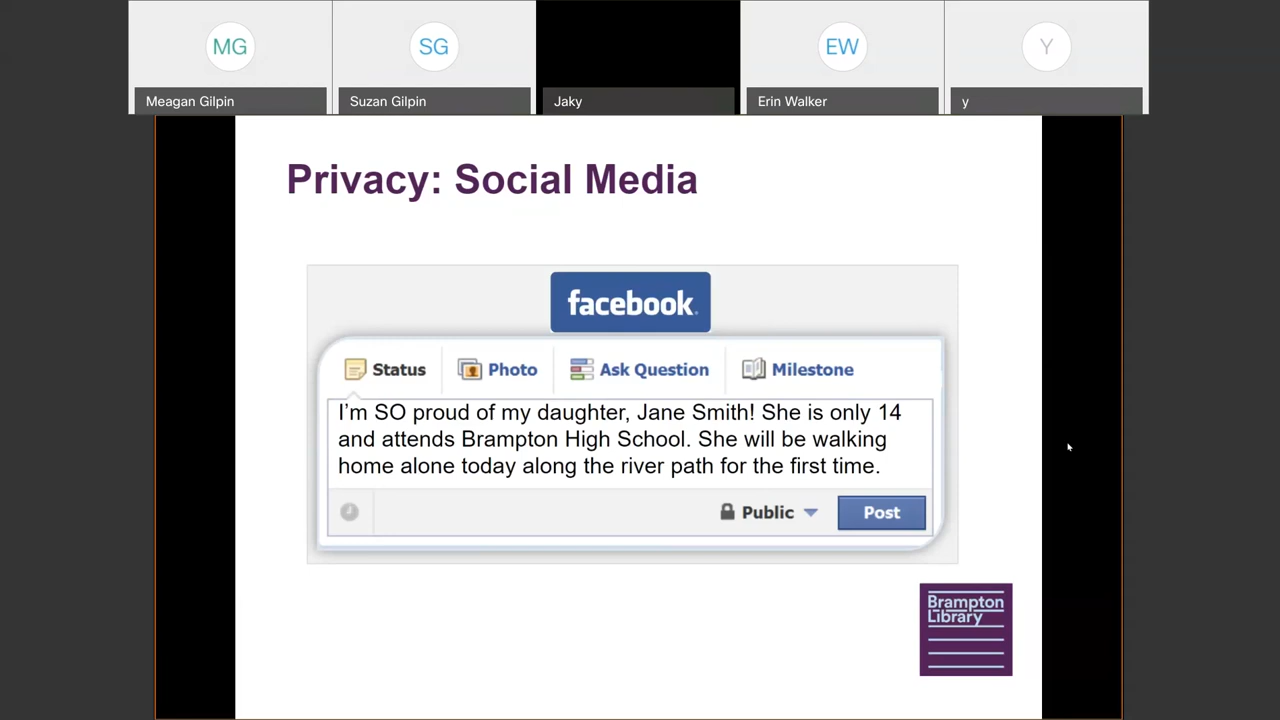 MG
SG
EW
Y
Meagan Gilpin
Suzan Gilpin
Jaky
Erin Walker
y
Privacy: Social Media
facebook.
Status
Photo
Ask Question
Milestone
I'm SO proud of my daughter, Jane Smith! She is only 14
and attends Brampton High School. She will be walking
home alone today along the river path for the first time.
Public
Post
Brampton
Library